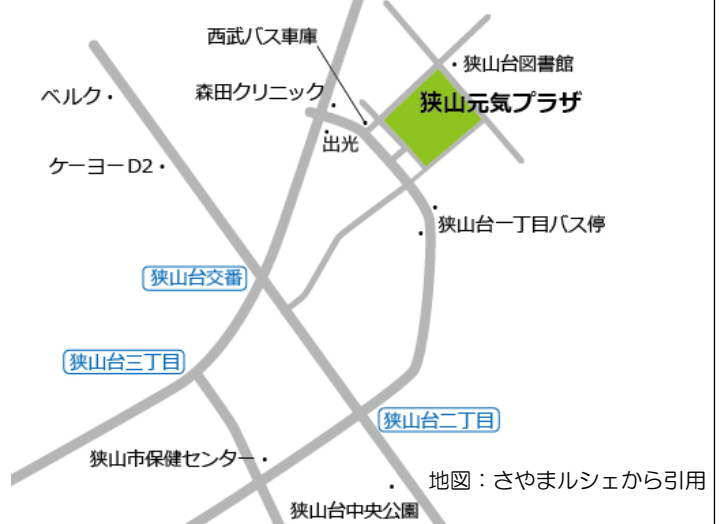 西武バス車庫
・狭山台図書館
ベルク・
森田クリニック
狭山元気プラザ
出光
ケーヨーD2・
狭山台一丁目バス停
狭山台交番
狭山台三丁目
狭山台二丁目
狭山市保健センター・
地図：さやまルシェから引用
狭山台中央公園